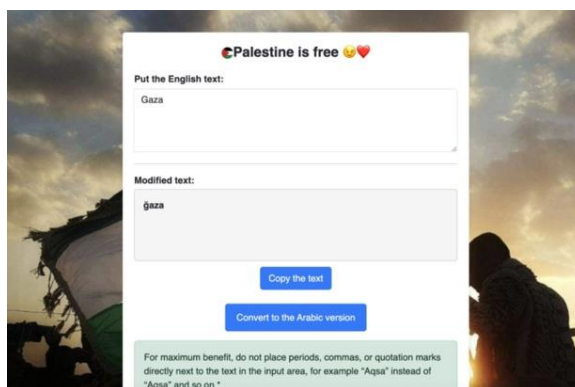 Palestine is free 😉❤️
Put the English text:
Gaza
Modified text:
ğaza
Copy the text
Convert to the Arabic version
For maximum benefit, do not place periods, commas, or quotation marks
directly next to the text in the input area, for example "Aqsa" instead of
"Aqsa" and so on.*